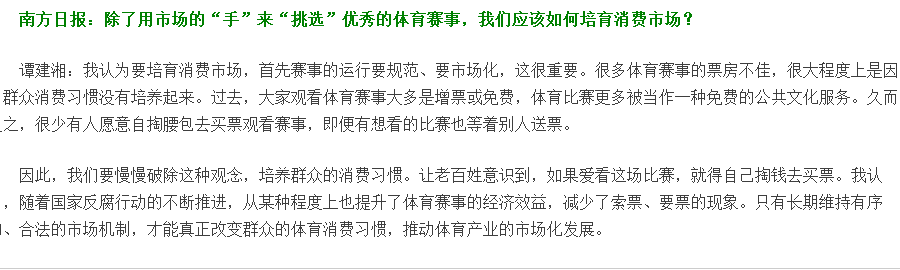 南方日报：除了用市场的“手”来“挑选”优秀的体育赛事，我们应该如何培育消费市场？
谭建湘：我认为要培育消费市场，首先赛事的运行要规范、要市场化，这很重要。很多体育赛事的票房不佳，很大程度上是因
群众消费习惯没有培养起来。过去，大家观看体育赛事大多是增票或免费，体育比赛更多被当作一种免费的公共文化服务。久而
之，很少有人愿意自掏腰包去买票观看赛事，即便有想看的比赛也等着别人送票。
因此，我们要慢慢破除这种观念，培养群众的消费习惯。让老百姓意识到，如果爱看这场比赛，就得自己掏钱去买票。我认
，随着国家反腐行动的不断推进，从某种程度上也提升了体育赛事的经济效益，减少了索票、要票的现象。只有长期维持有序
、合法的市场机制，才能真正改变群众的体育消费习惯，推动体育产业的市场化发展。